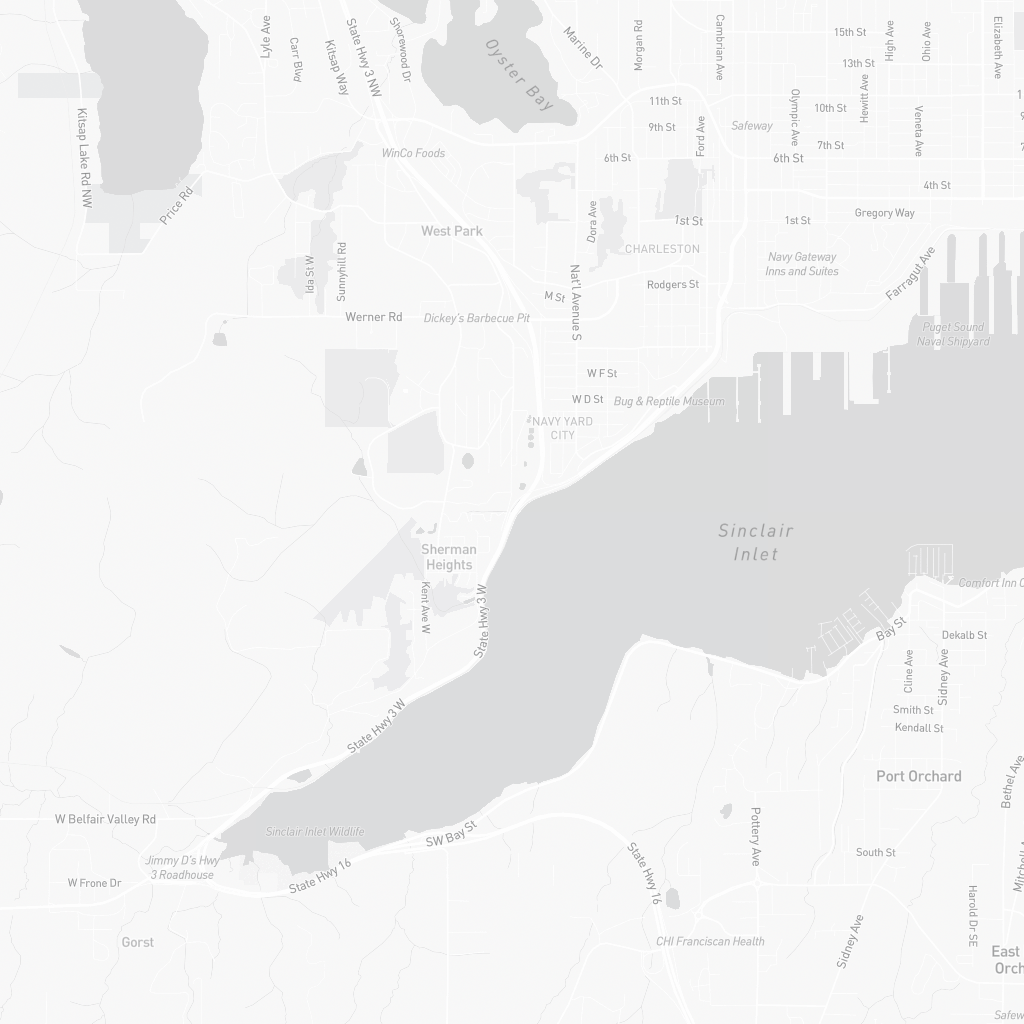 Lyle Ave
Carr Blvd
Kitsap Way
State Hwy 3 NW
Shorewood Dr
Oyster Bay
Marine Dr
Morgan Rd
Cambrian Ave
15th St
High Ave
Ohio Ave
Elizabeth Ave
13th St
Kitsap Lake Rd NW
11th St
10th St
Olympic Ave
Hewitt Ave
Veneta Ave
9th St
Safeway
Ford Ave
WinCo Foods
6th St
6th St
7th St
Price Rd
4th St
West Park
Dora Ave
1st St
1st St
Gregory Way
CHARLESTON
Navy Gateway
Inns and Suites
Farragut Ave
Ida St W
Sunnyhill Rd
Nat'l Avenue S
M St
Rodgers St
Werner Rd
Dickey's Barbecue Pit
Puget Sound
Naval Shipyard
W F St
W D St
Bug & Reptile Museum
NAVY YARD
CITY
Sinclair
Inlet
Sherman
Heights
Kent Ave W
State Hwy 3 W
Comfort Inn
Bay St
Dekalb St
Cline Ave
Sidney Ave
State Hwy 3 W
Smith St
Kendall St
Port Orchard
Bethel Ave
W Belfair Valley Rd
Sinclair Inlet Wildlife
SW Bay St
Pottery Ave
South St
Jimmy D's Hwy
3 Roadhouse
W Frone Dr
State Hwy 16
State Hwy 16
Harold Dr SE
Mitchell
Gorst
CHI Franciscan Health
Sidney Ave
East
Orch
Safew